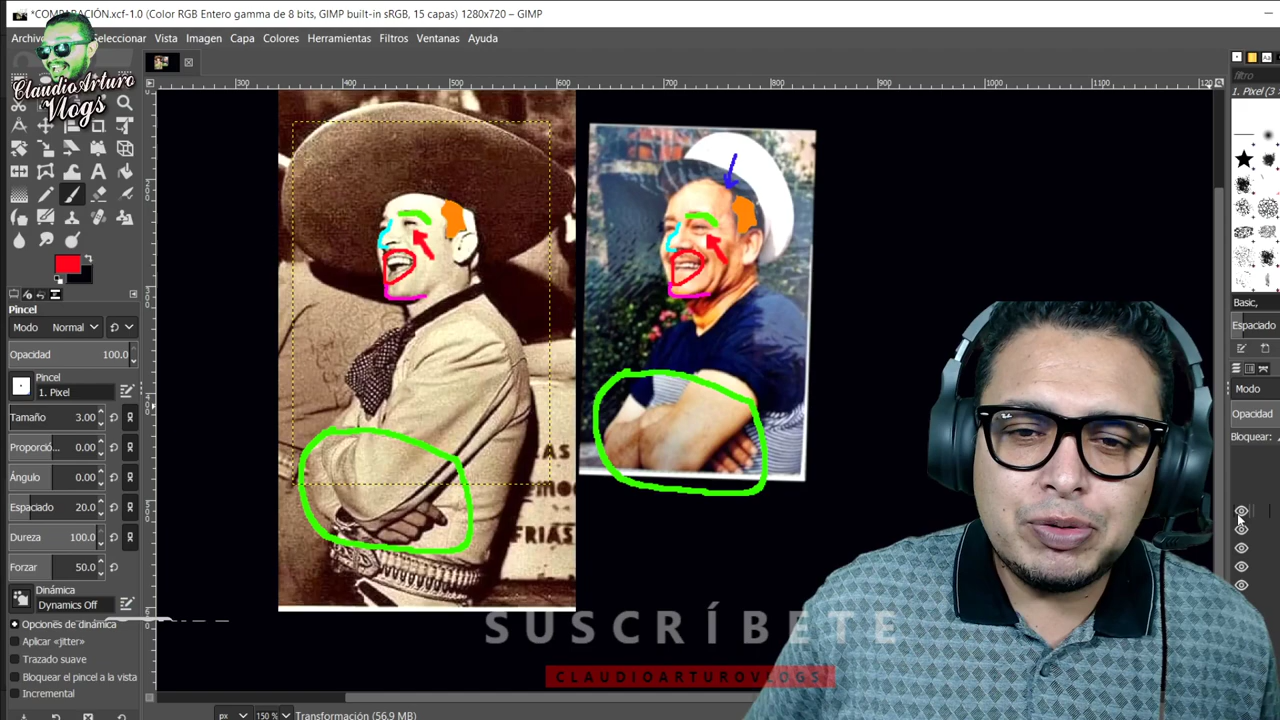 *COMPARACIÓN.xcf-1.0 (Color RGB Entero gamma de 8 bits, GIMP built-in sRGB, 15 capas) 1280x720 – GIMP
Archivo Seleccionar Vista Imagen Capa Colores Herramientas Filtros Ventanas Ayuda
ClaudioArturo
Vlogs
300 400 500 600 700 800 900 1000 1100
filtro
1. Pixel (3 ×
Pincel
Modo Normal
Opacidad 100.0
Pincel
1. Pixel
Tamaño 3.00
Proporció... 0.00
Ángulo 0.00
Espaciado 20.0
Dureza 100.0
Forzar 50.0
Dinámica
Dynamics Off
Opciones de dinámica
Aplicar «jitter»
Trazado suave
Bloquear el pincel a la vista
Incremental
FRIAS
Basic,
Espaciado
Modo
Opacidad
Bloquear:
SUSCRÍBETE
CLAUDIOARTUROVLOGS
px 150 % Transformación (56.9 MB)